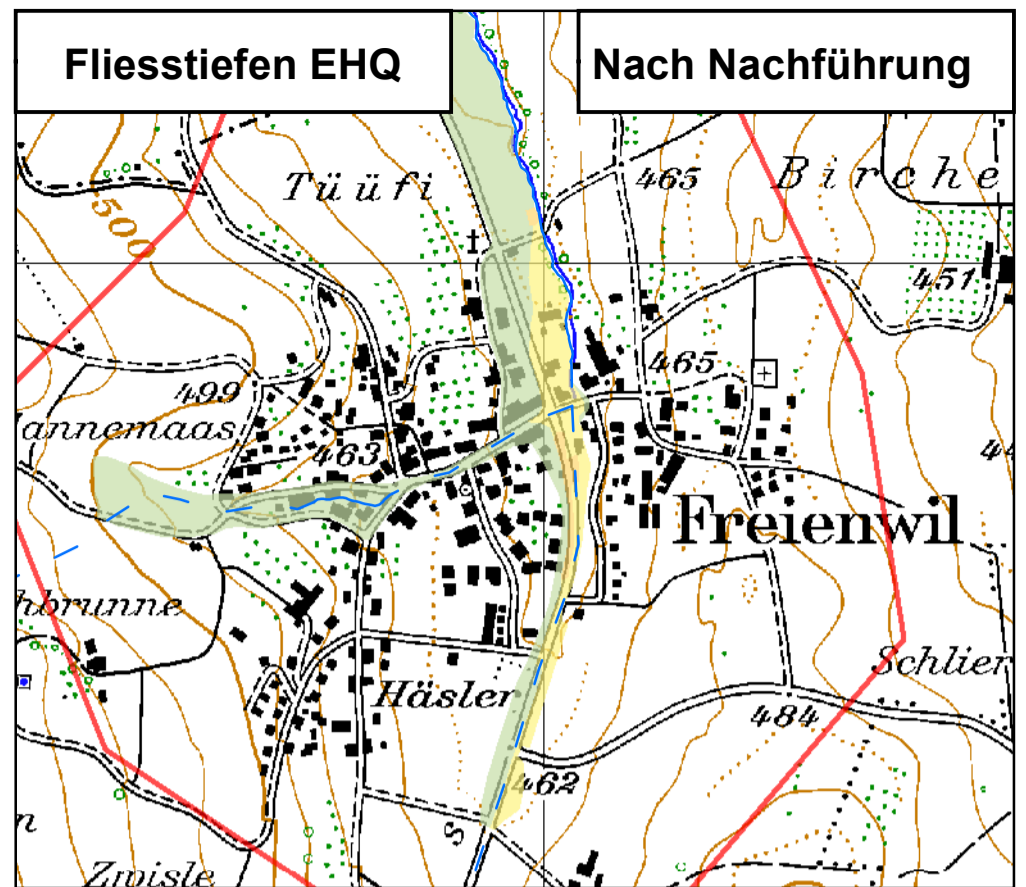 Fliesstiefen EHQ
Nach Nachführung
Tüüfi
465
Birche
500
451
499
465
annemaas
463
Freienwil
hbrunne
Schlier
Häsler
484
462
S
n
Zwisle